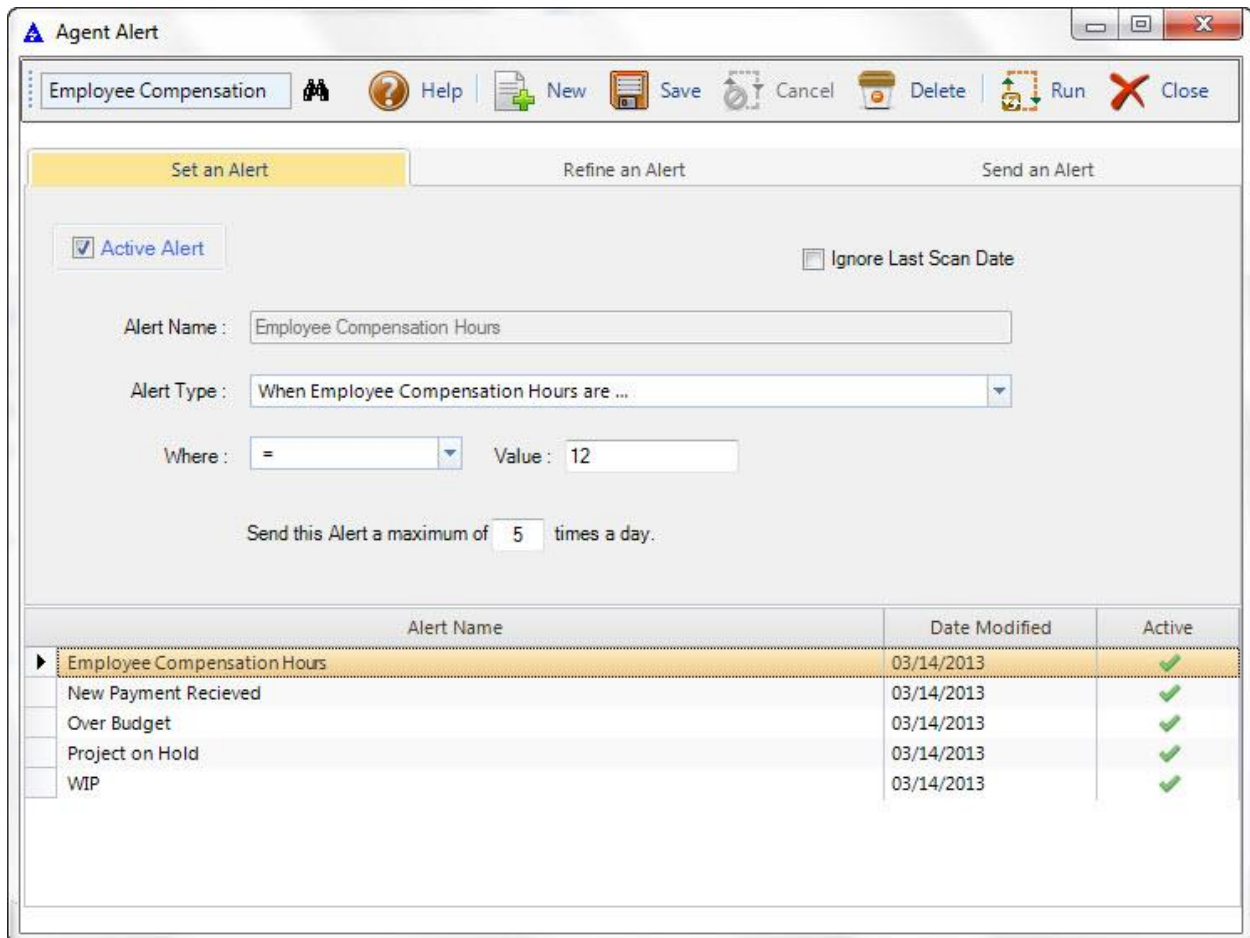 Agent Alert
Employee Compensation Help New Save Cancel Delete Run Close
Set an Alert Refine an Alert Send an Alert
Active Alert
Ignore Last Scan Date
Alert Name : Employee Compensation Hours
Alert Type : When Employee Compensation Hours are ...
Where : = Value : 12
Send this Alert a maximum of 5 times a day.
Alert Name Date Modified Active
Employee Compensation Hours 03/14/2013
New Payment Recieved 03/14/2013
Over Budget 03/14/2013
Project on Hold 03/14/2013
WIP 03/14/2013